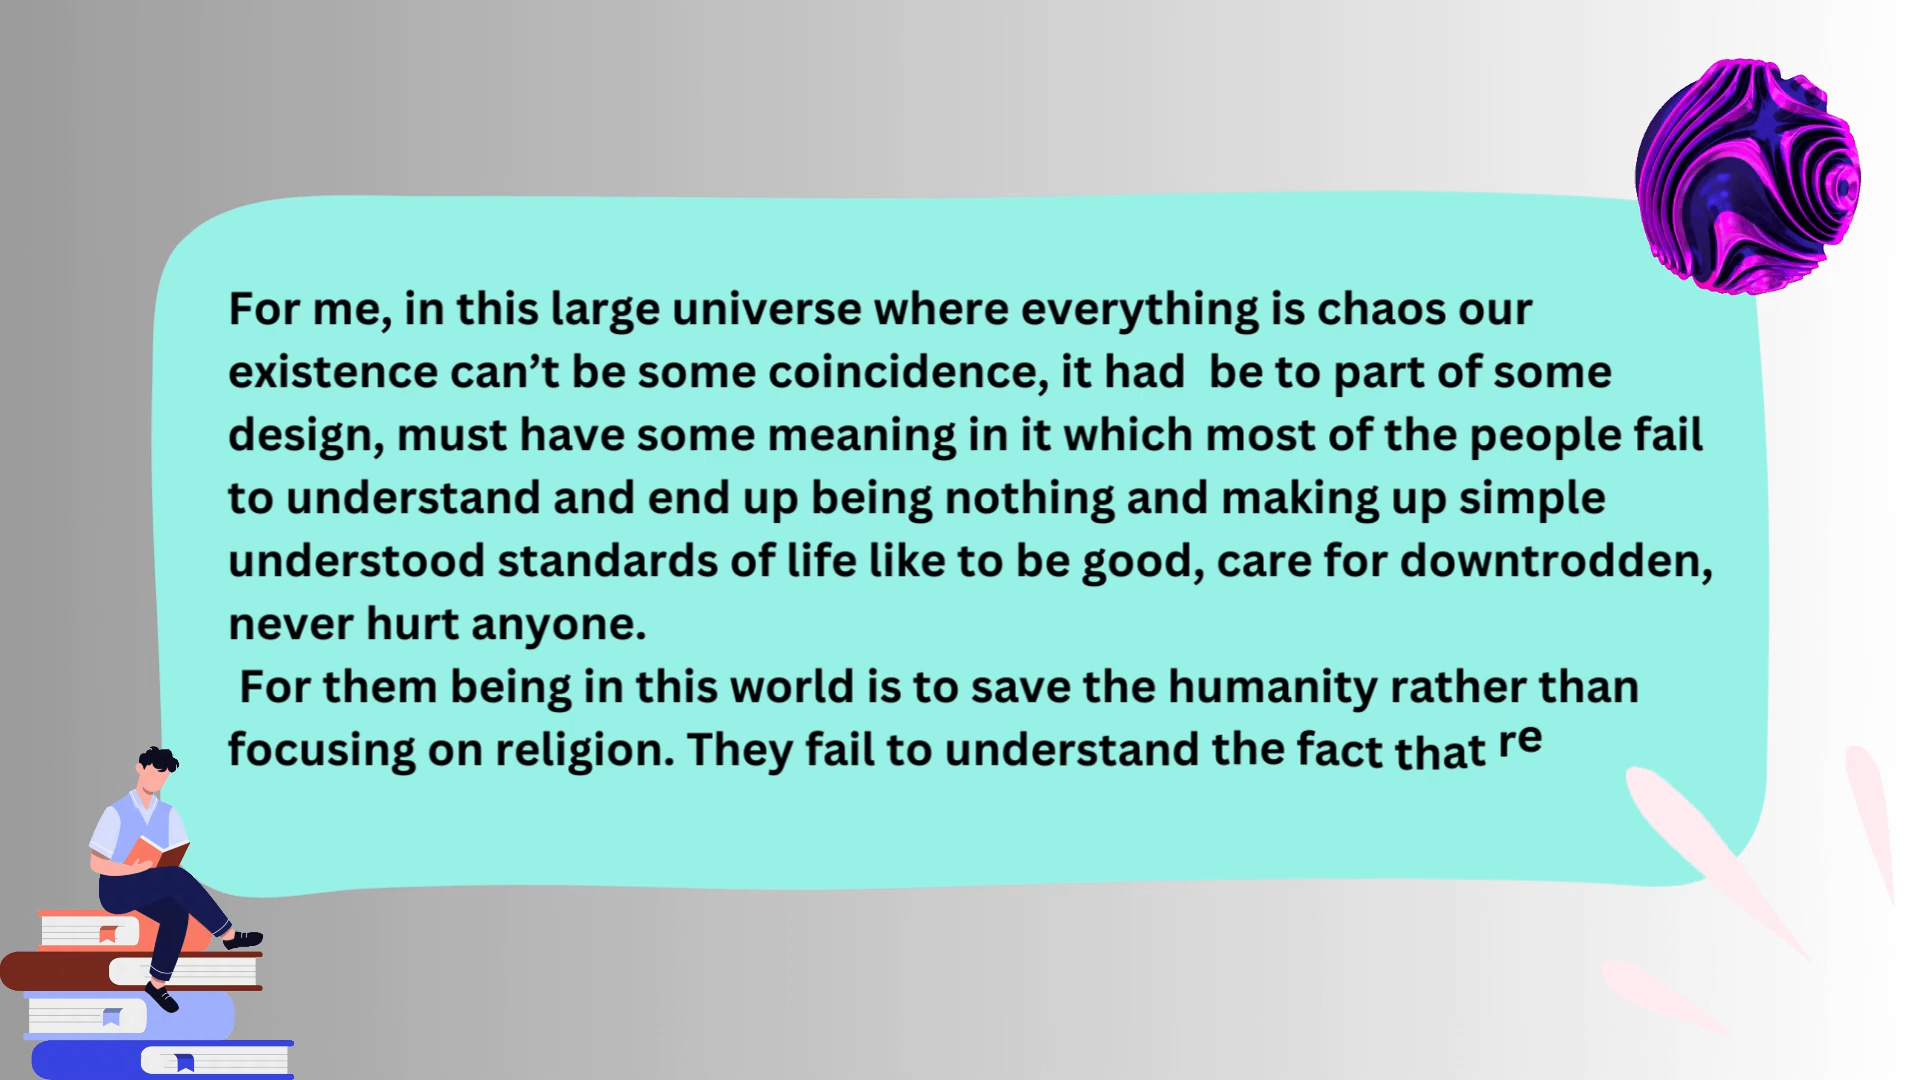 For me, in this large universe where everything is chaos our
existence can’t be some coincidence, it had  be to part of some
design, must have some meaning in it which most of the people fail
to understand and end up being nothing and making up simple
understood standards of life like to be good, care for downtrodden,
never hurt anyone.
For them being in this world is to save the humanity rather than
focusing on religion. They fail to understand the fact that re